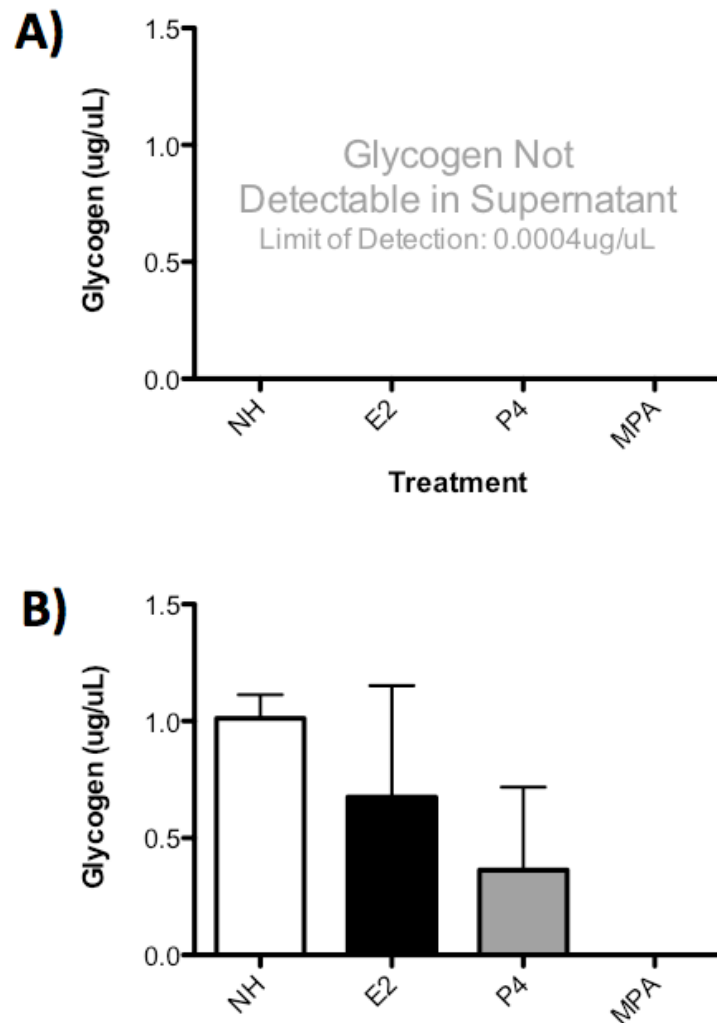 A)
Glycogen (ug/uL)
1.5
1.0
0.5
0.0
Glycogen Not
Detectable in Supernatant
Limit of Detection: 0.0004ug/uL
NH
E2
P4
MPA
Treatment
B)
Glycogen (ug/uL)
1.5
1.0
0.5
0.0
NH
E2
P4
MPA